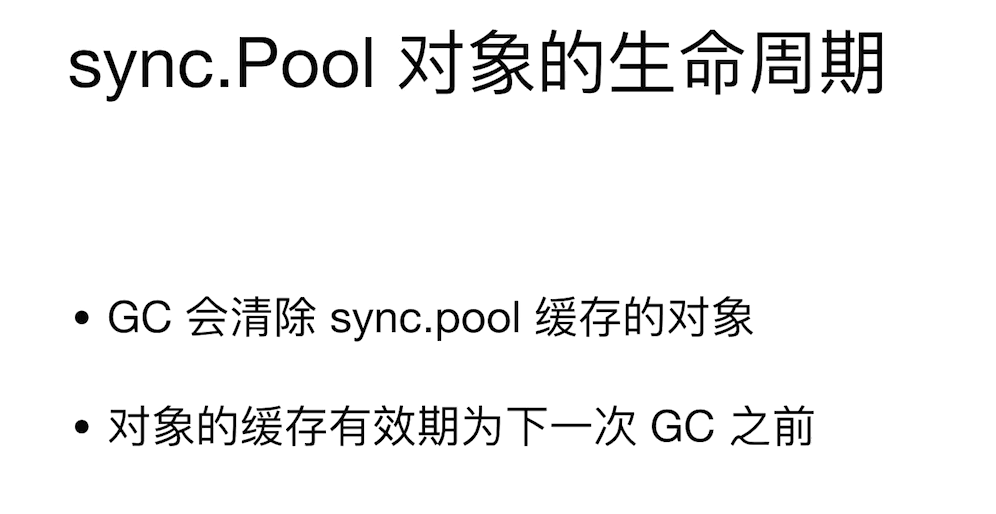 sync.Pool 对象的生命周期
• GC 会清除 sync.pool 缓存的对象
• 对象的缓存有效期为下一次 GC 之前